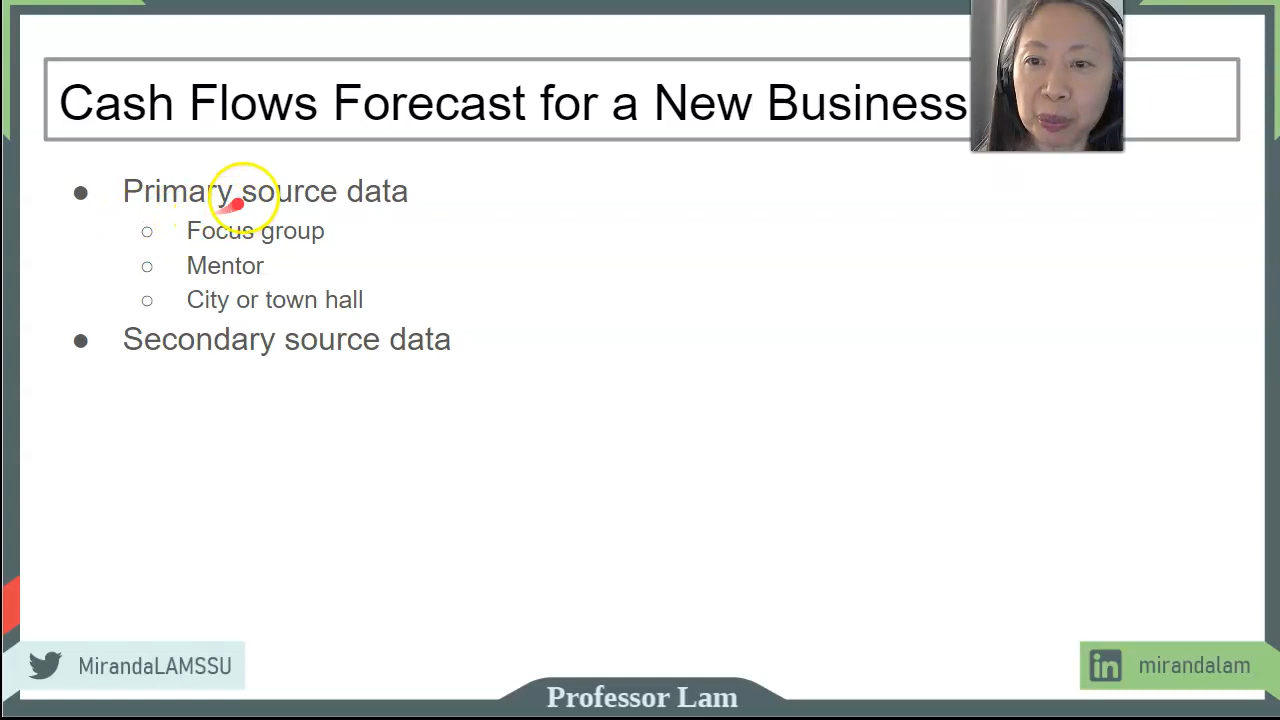 Cash Flows Forecast for a New Business
● Primary source data
○ Focus group
○ Mentor
○ City or town hall
● Secondary source data
MirandaLAMSSU
in mirandalam
Professor Lam